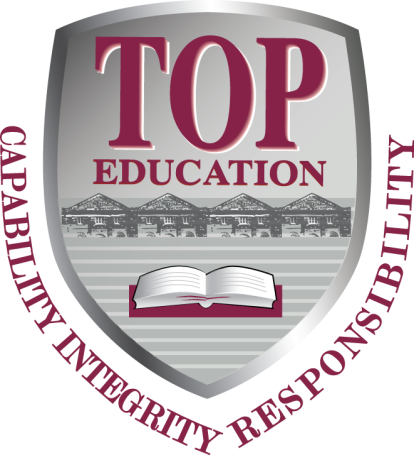 TOP
EDUCATION
CAPABILITY INTEGRITY RESPONSIBILITY